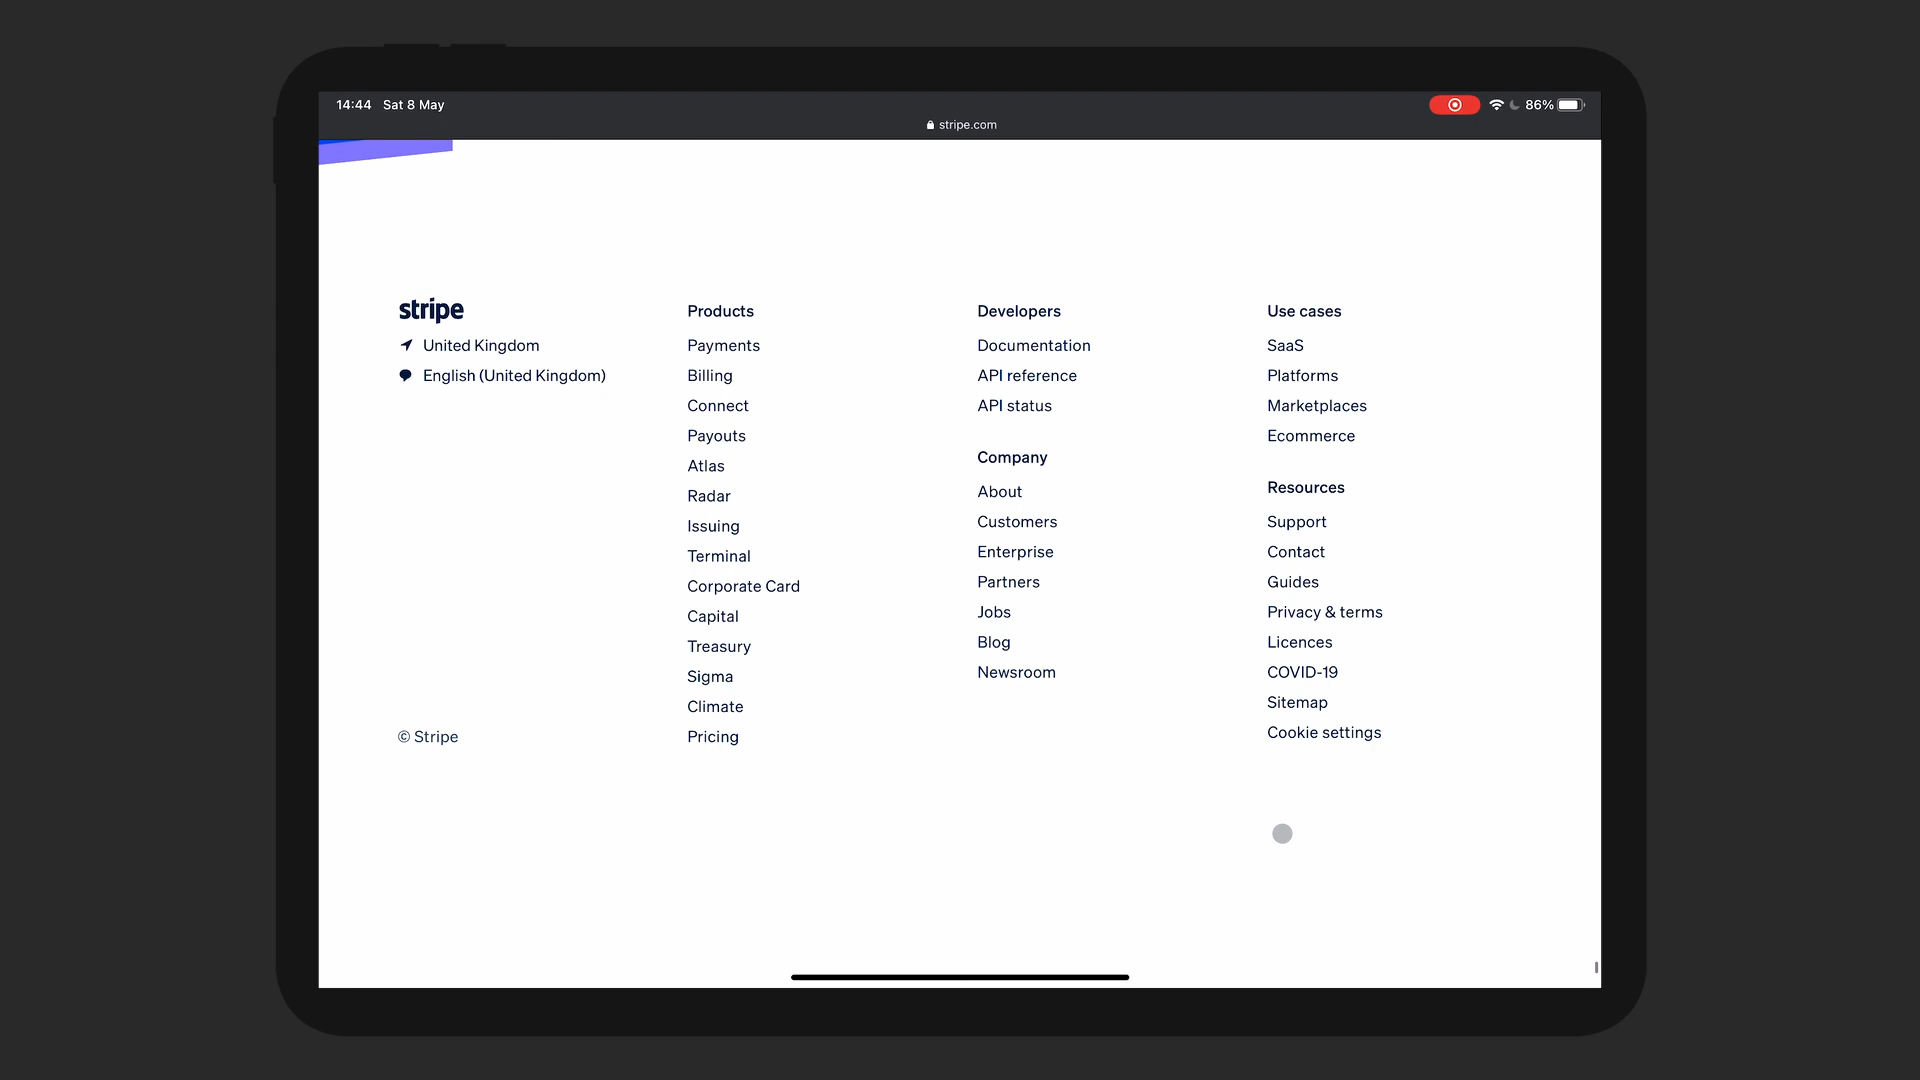 14:44 Sat 8 May
86%
stripe.com
stripe
United Kingdom
English (United Kingdom)
© Stripe
Products
Payments
Billing
Connect
Payouts
Atlas
Radar
Issuing
Terminal
Corporate Card
Capital
Treasury
Sigma
Climate
Pricing
Developers
Documentation
API reference
API status
Company
About
Customers
Enterprise
Partners
Jobs
Blog
Newsroom
Use cases
SaaS
Platforms
Marketplaces
Ecommerce
Resources
Support
Contact
Guides
Privacy & terms
Licences
COVID-19
Sitemap
Cookie settings